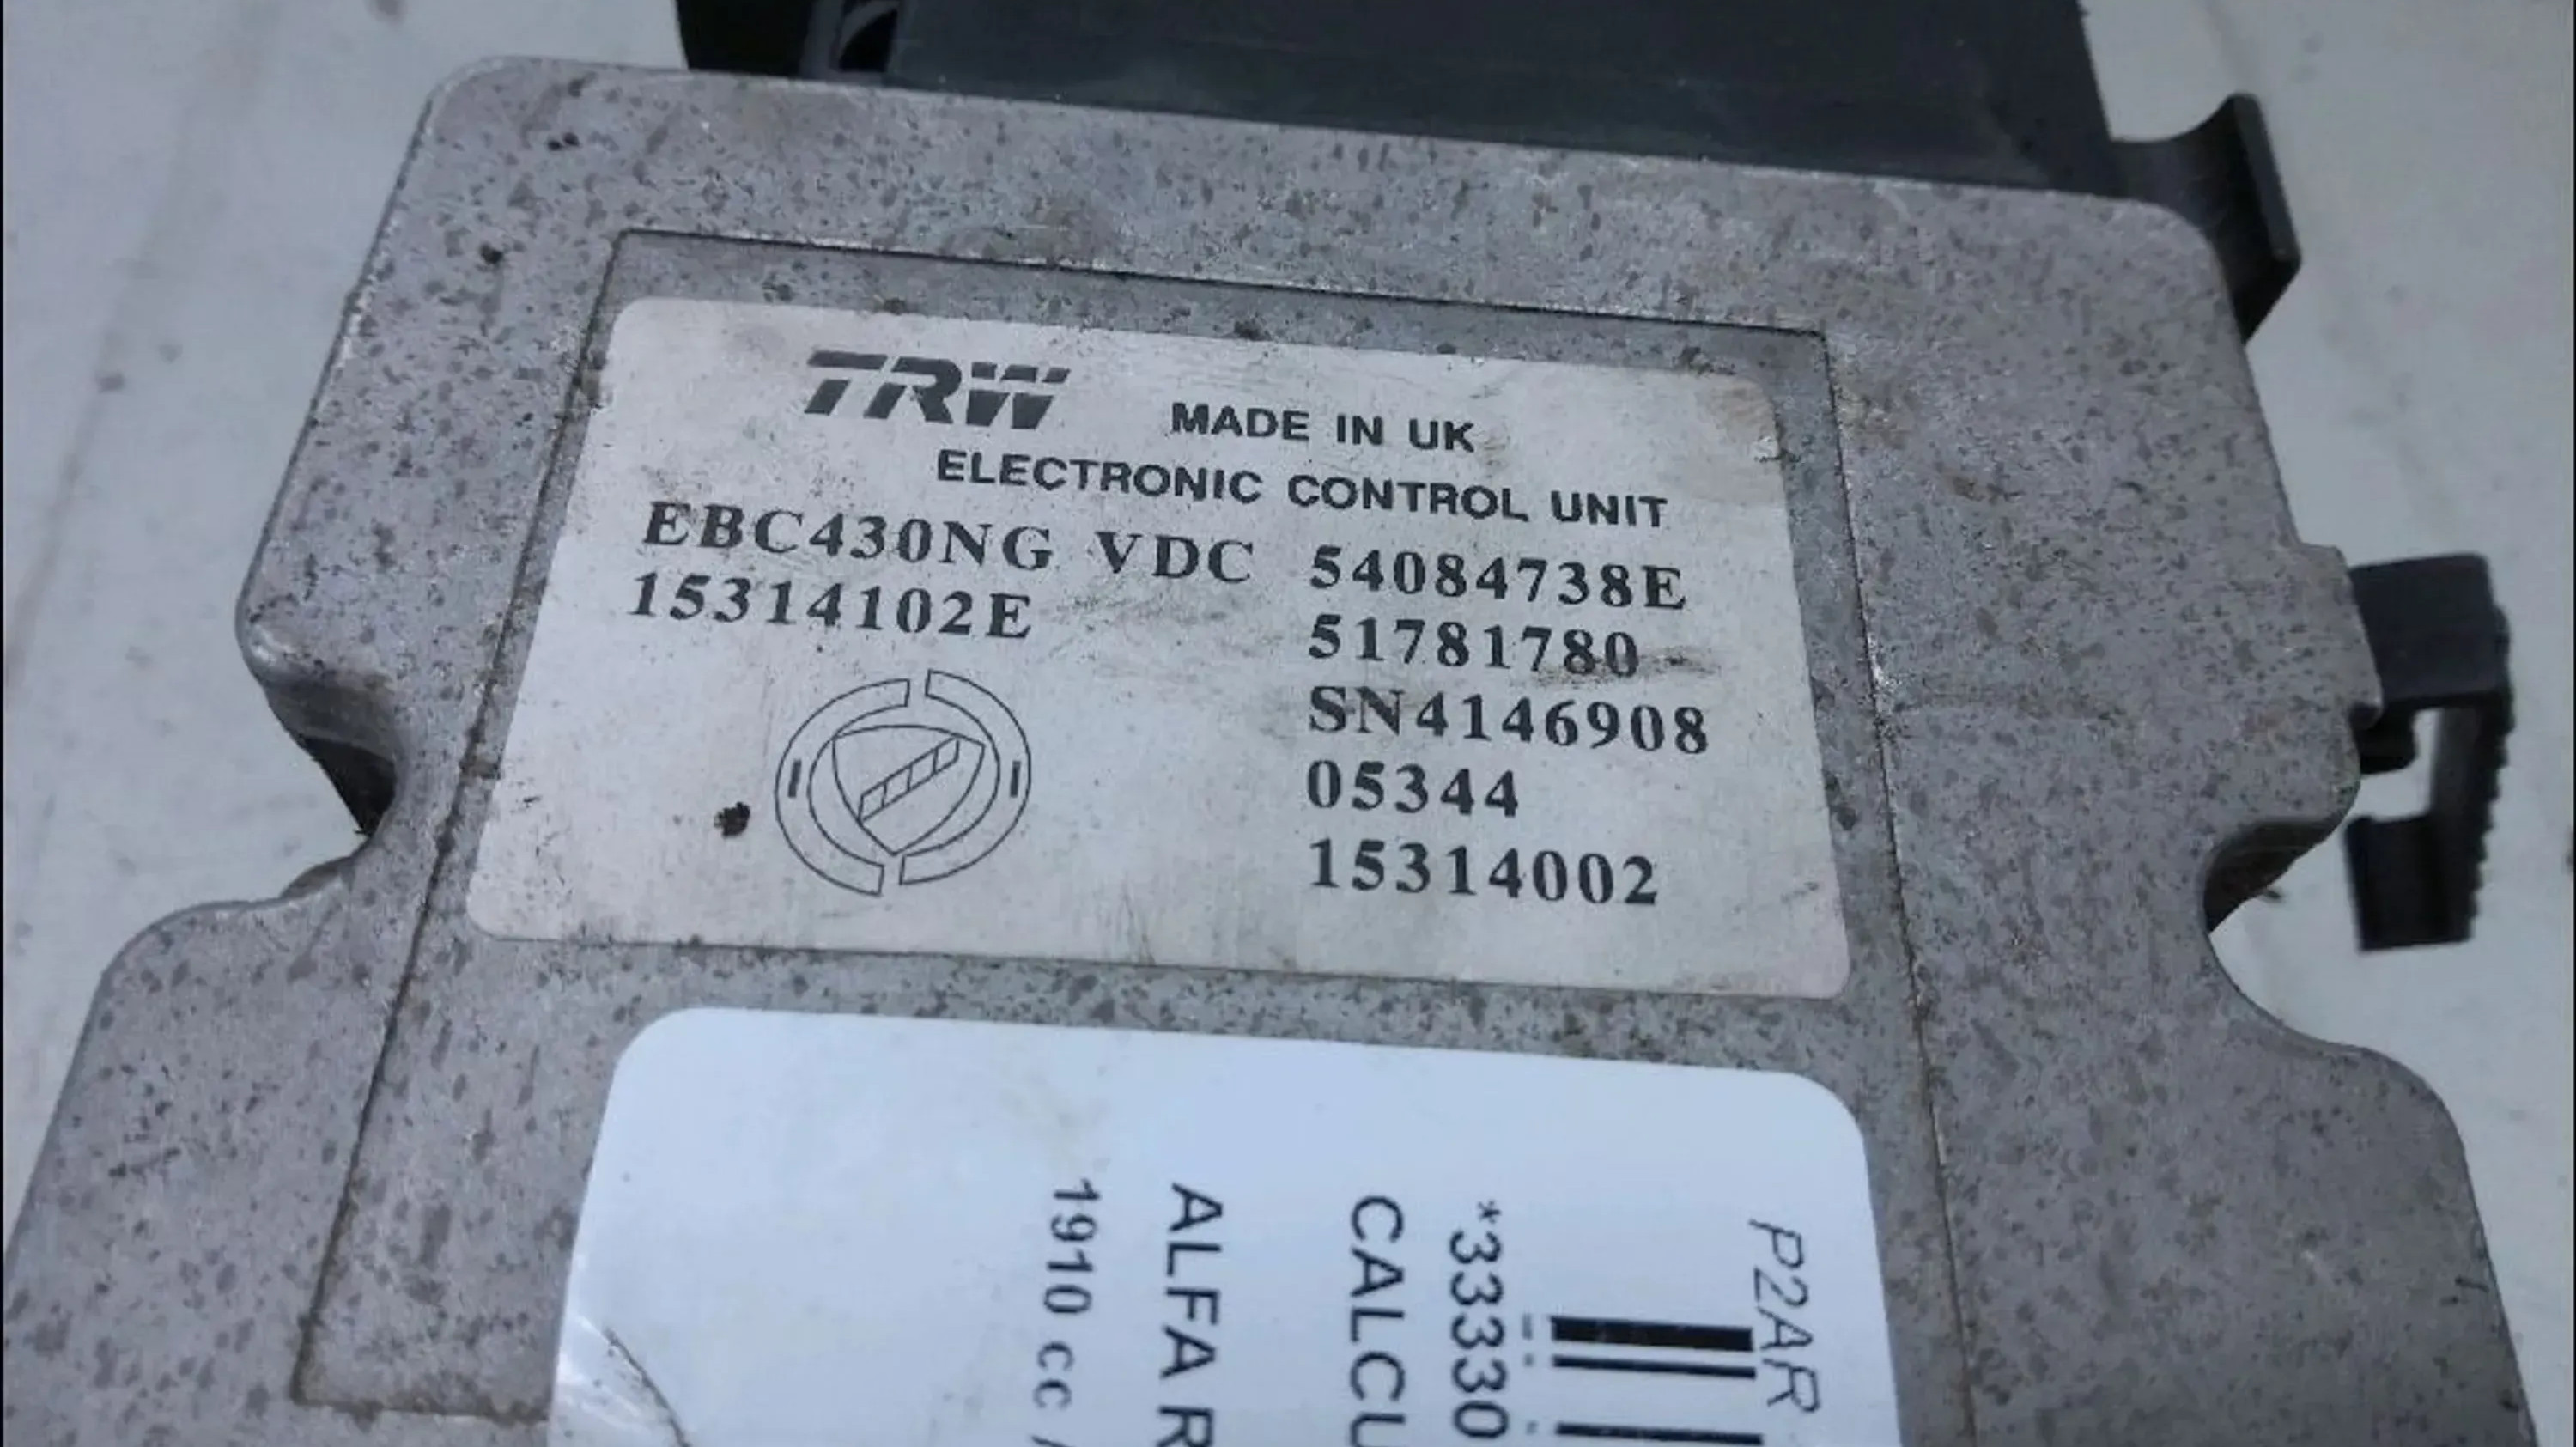 TRW MADE IN UK
ELECTRONIC CONTROL UNIT
EBC430NG VDC 54084738E
15314102E 51781780
SN4146908
05344
15314002
P2AR
*333330
CALCU
ALFA R
1910 cc